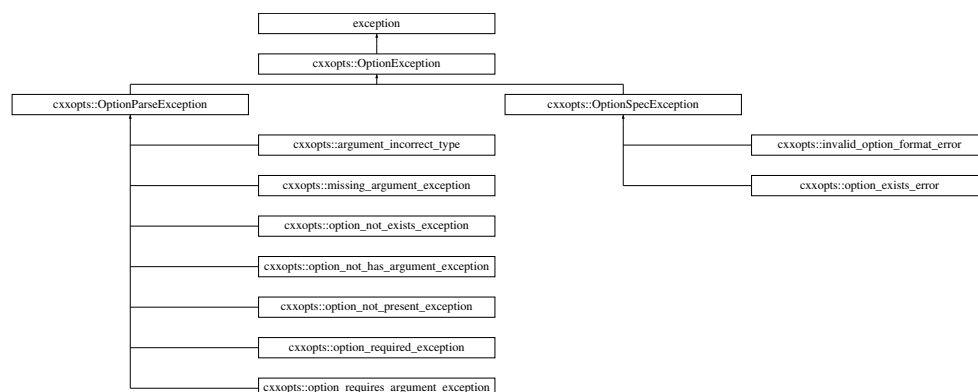 exception
cxxopts::OptionException
cxxopts::OptionParseException
cxxopts::OptionSpecException
cxxopts::argument_incorrect_type
cxxopts::invalid_option_format_error
cxxopts::missing_argument_exception
cxxopts::option_exists_error
cxxopts::option_not_exists_exception
cxxopts::option_not_has_argument_exception
cxxopts::option_not_present_exception
cxxopts::option_required_exception
cxxopts::option_requires_argument_exception